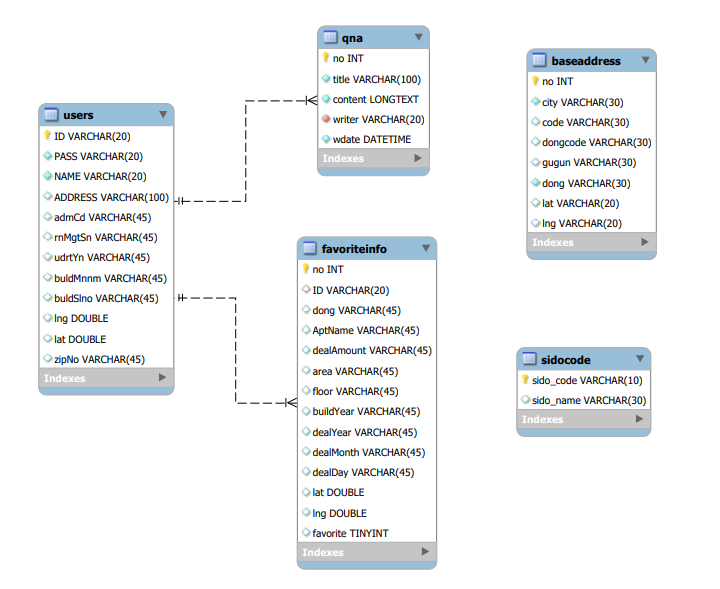 users
ID VARCHAR(20)
PASS VARCHAR(20)
NAME VARCHAR(20)
ADDRESS VARCHAR(100)
admCd VARCHAR(45)
rnMgtSn VARCHAR(45)
udrtYn VARCHAR(45)
buldMnnm VARCHAR(45)
buldSlno VARCHAR(45)
lng DOUBLE
lat DOUBLE
zipNo VARCHAR(45)
Indexes
qna
no INT
title VARCHAR(100)
content LONGTEXT
writer VARCHAR(20)
wdate DATETIME
Indexes
favoriteinfo
no INT
ID VARCHAR(20)
dong VARCHAR(45)
AptName VARCHAR(45)
dealAmount VARCHAR(45)
area VARCHAR(45)
floor VARCHAR(45)
buildYear VARCHAR(45)
dealYear VARCHAR(45)
dealMonth VARCHAR(45)
dealDay VARCHAR(45)
lat DOUBLE
lng DOUBLE
favorite TINYINT
Indexes
baseaddress
no INT
city VARCHAR(30)
code VARCHAR(30)
dongcode VARCHAR(30)
gugun VARCHAR(30)
dong VARCHAR(30)
lat VARCHAR(20)
lng VARCHAR(20)
Indexes
sidocode
sido_code VARCHAR(10)
sido_name VARCHAR(30)
Indexes